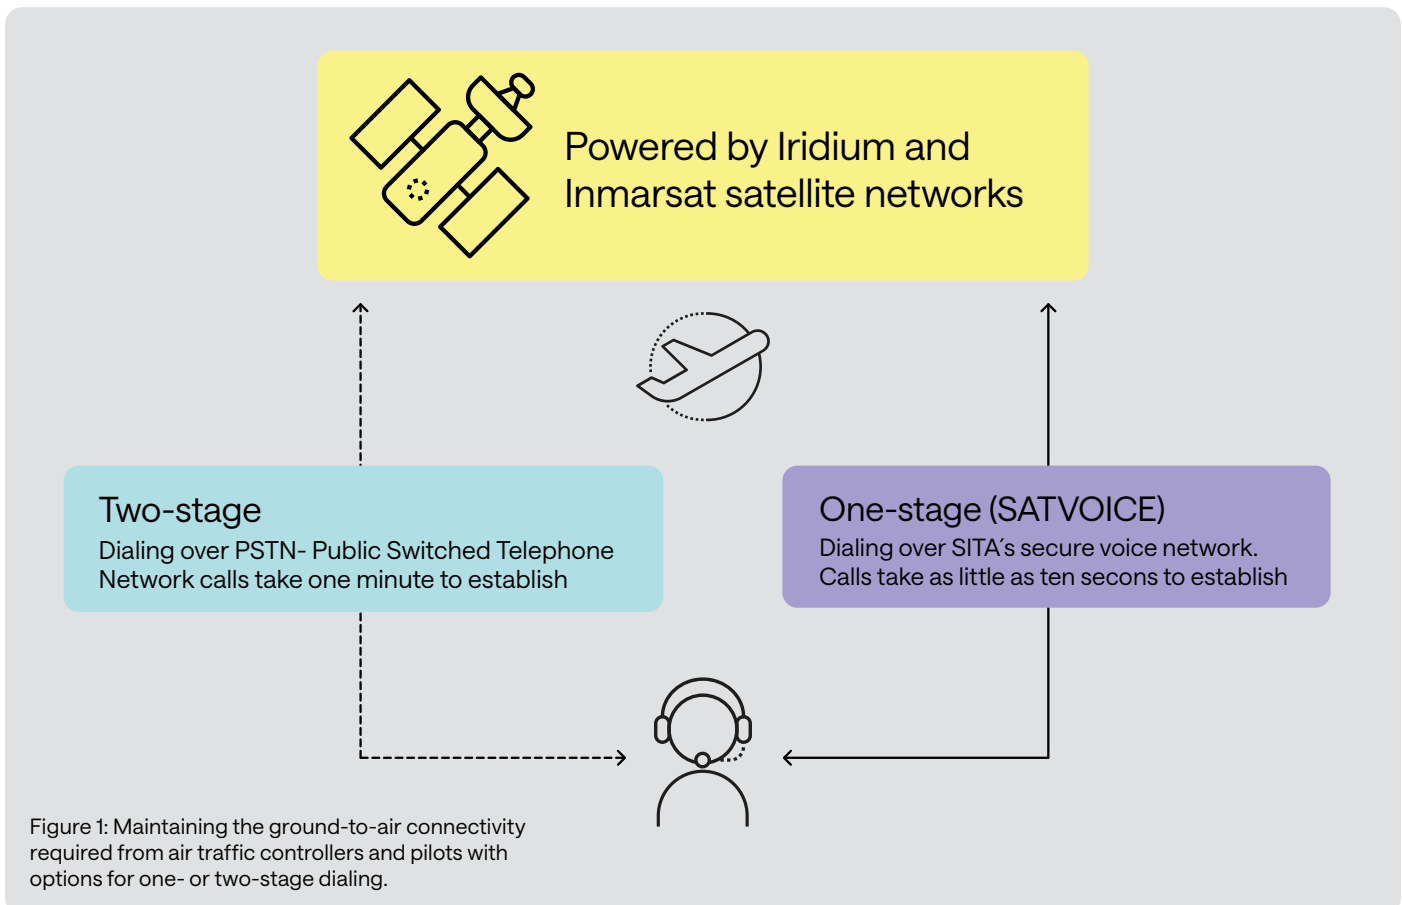 Powered by Iridium and
Inmarsat satellite networks
Two-stage
Dialing over PSTN- Public Switched Telephone
Network calls take one minute to establish
One-stage (SATVOICE)
Dialing over SITA´s secure voice network.
Calls take as little as ten secons to establish
Figure 1: Maintaining the ground-to-air connectivity
required from air traffic controllers and pilots with
options for one- or two-stage dialing.